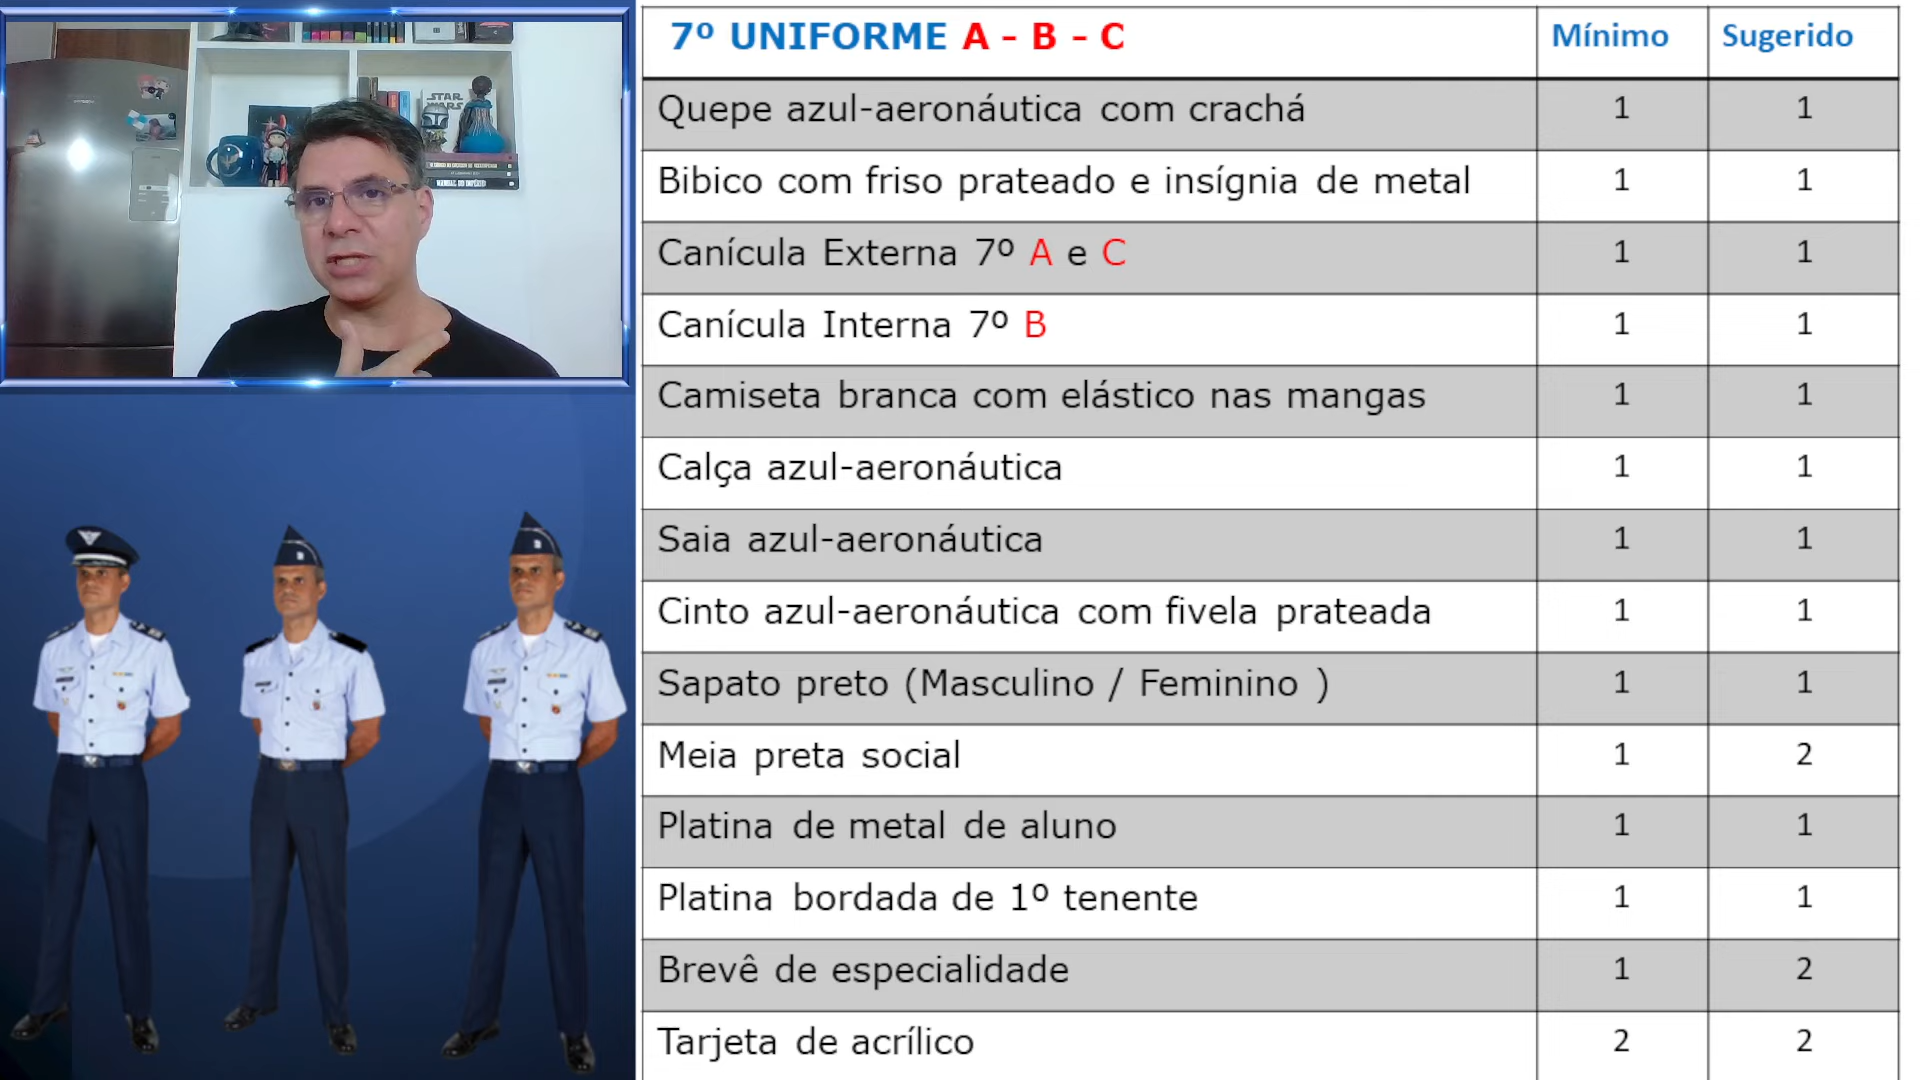 STAR
WARS
MANUAL DO IMPÉRIO
7º UNIFORME A - B - C Mínimo Sugerido
Quepe azul-aeronáutica com crachá 1 1
Bibico com friso prateado e insígnia de metal 1 1
Canícula Externa 7º A e C 1 1
Canícula Interna 7º B 1 1
Camiseta branca com elástico nas mangas 1 1
Calça azul-aeronáutica 1 1
Saia azul-aeronáutica 1 1
Cinto azul-aeronáutica com fivela prateada 1 1
Sapato preto (Masculino / Feminino ) 1 1
Meia preta social 1 2
Platina de metal de aluno 1 1
Platina bordada de 1º tenente 1 1
Brevê de especialidade 1 2
Tarjeta de acrílico 2 2